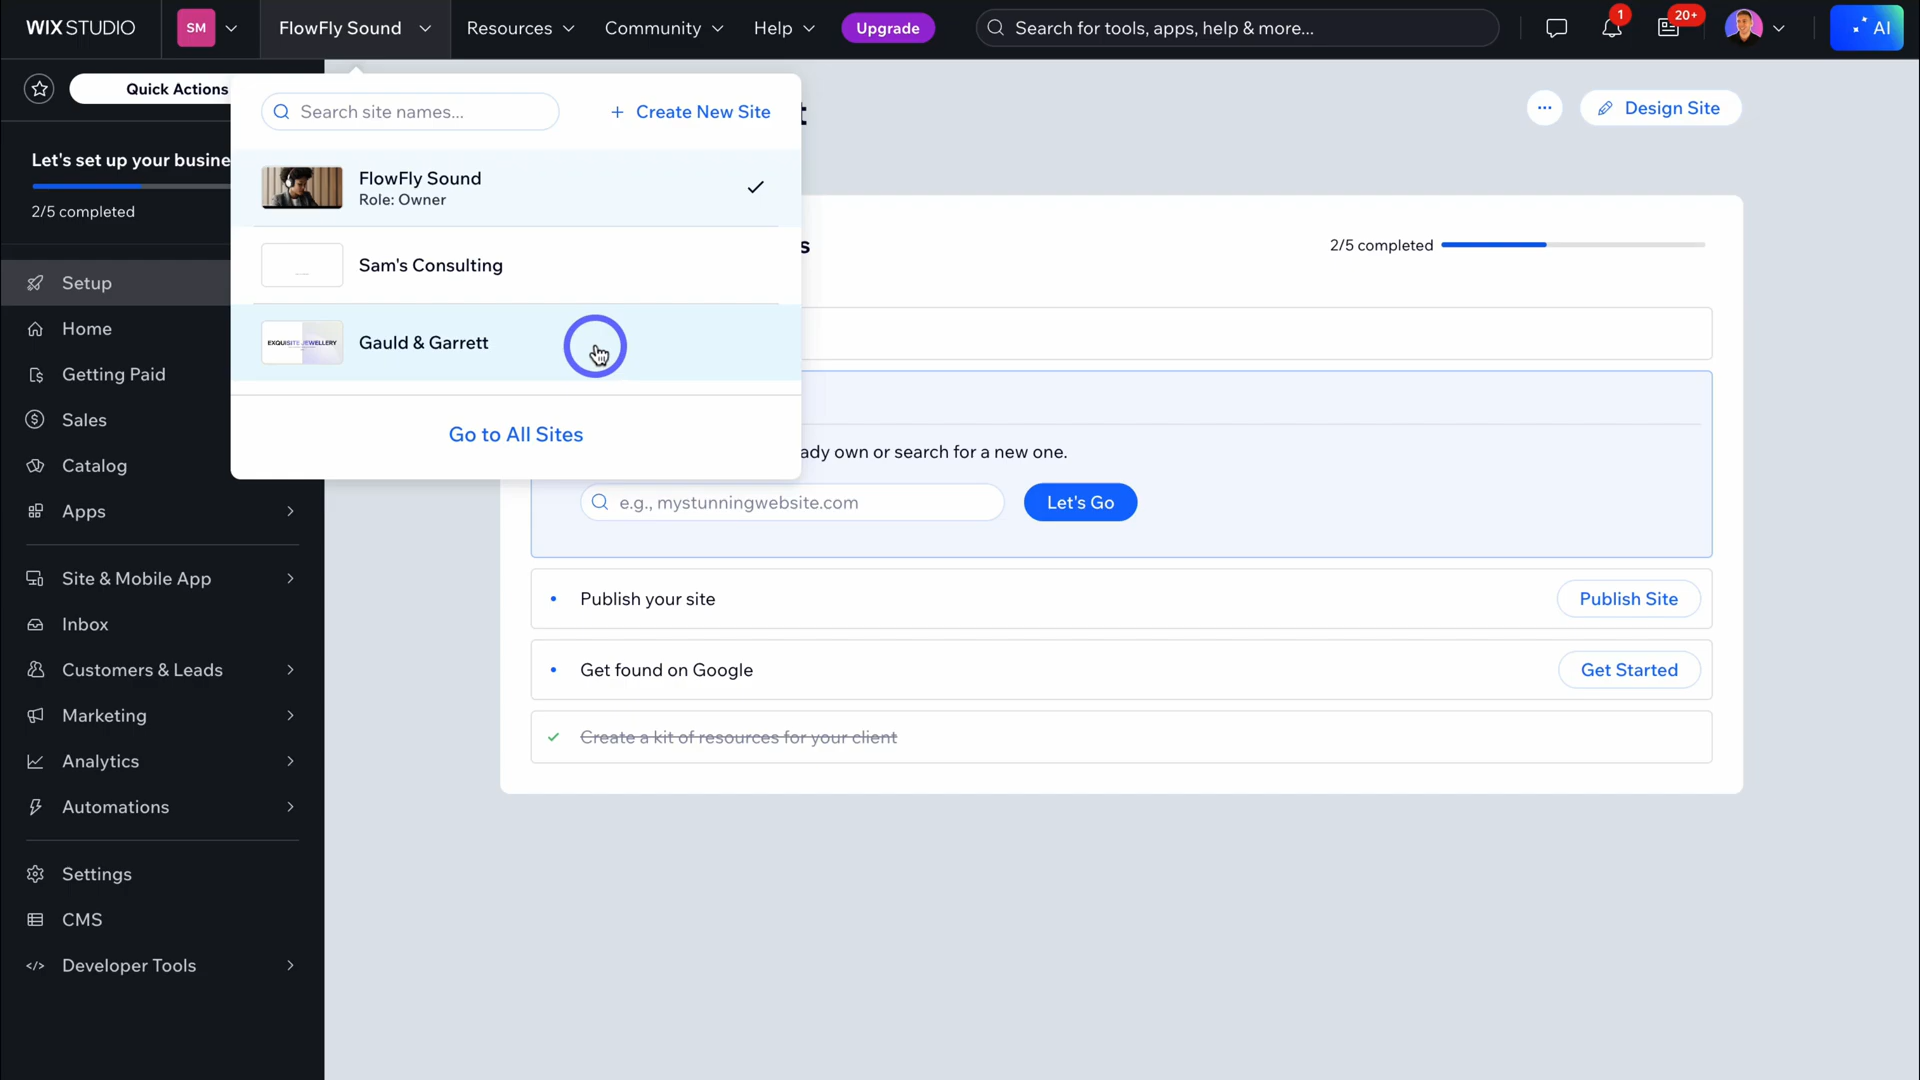 WIX STUDIO
SM
FlowFly Sound
Resources
Community
Help
Upgrade
Search for tools, apps, help & more...
1
20+
AI
Quick Actions
Search site names...
+ Create New Site
t
Design Site
Let's set up your busine
2/5 completed
FlowFly Sound
Role: Owner
s
2/5 completed
Sam's Consulting
EXQUISITE JEWELLERY
Gauld & Garrett
Go to All Sites
Setup
Home
Getting Paid
Sales
Catalog
Apps
Site & Mobile App
Inbox
Customers & Leads
Marketing
Analytics
Automations
Settings
CMS
Developer Tools
ady own or search for a new one.
e.g., mystunningwebsite.com
Let's Go
Publish your site
Publish Site
Get found on Google
Get Started
Create a kit of resources for your client